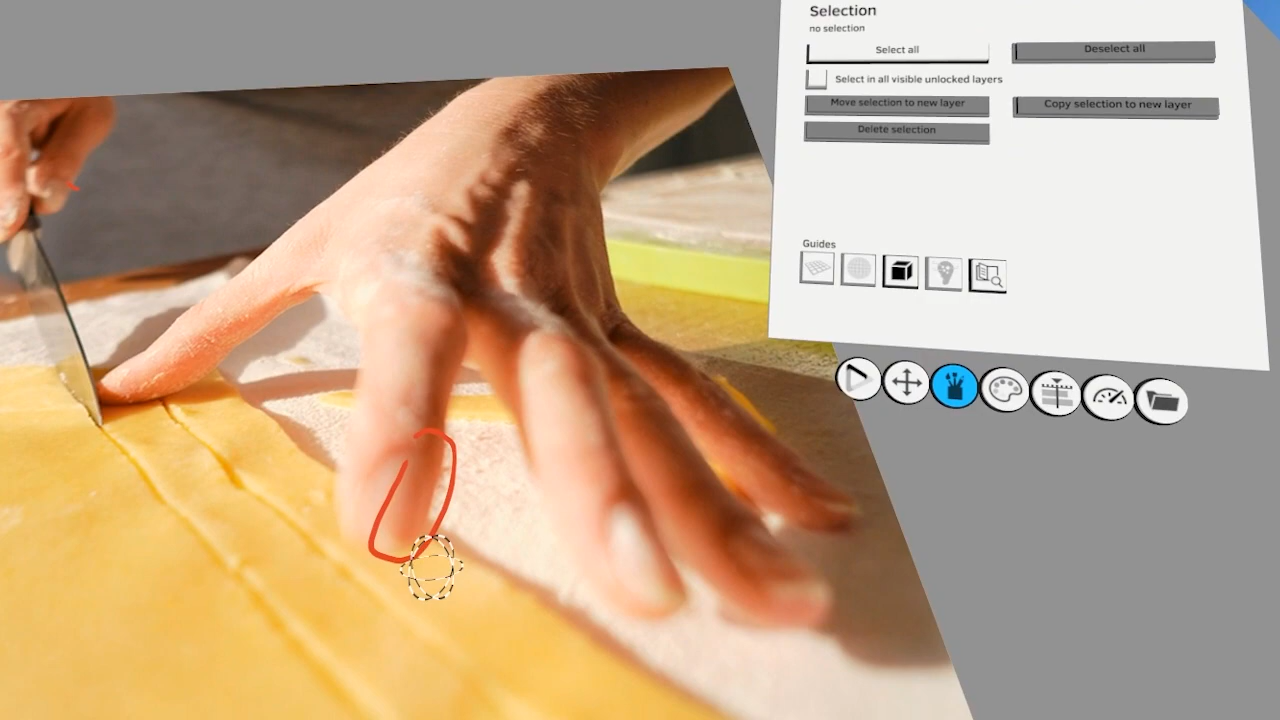 Selection
no selection
Select all
Deselect all
Select in all visible unlocked layers
Move selection to new layer
Copy selection to new layer
Delete selection
Guides